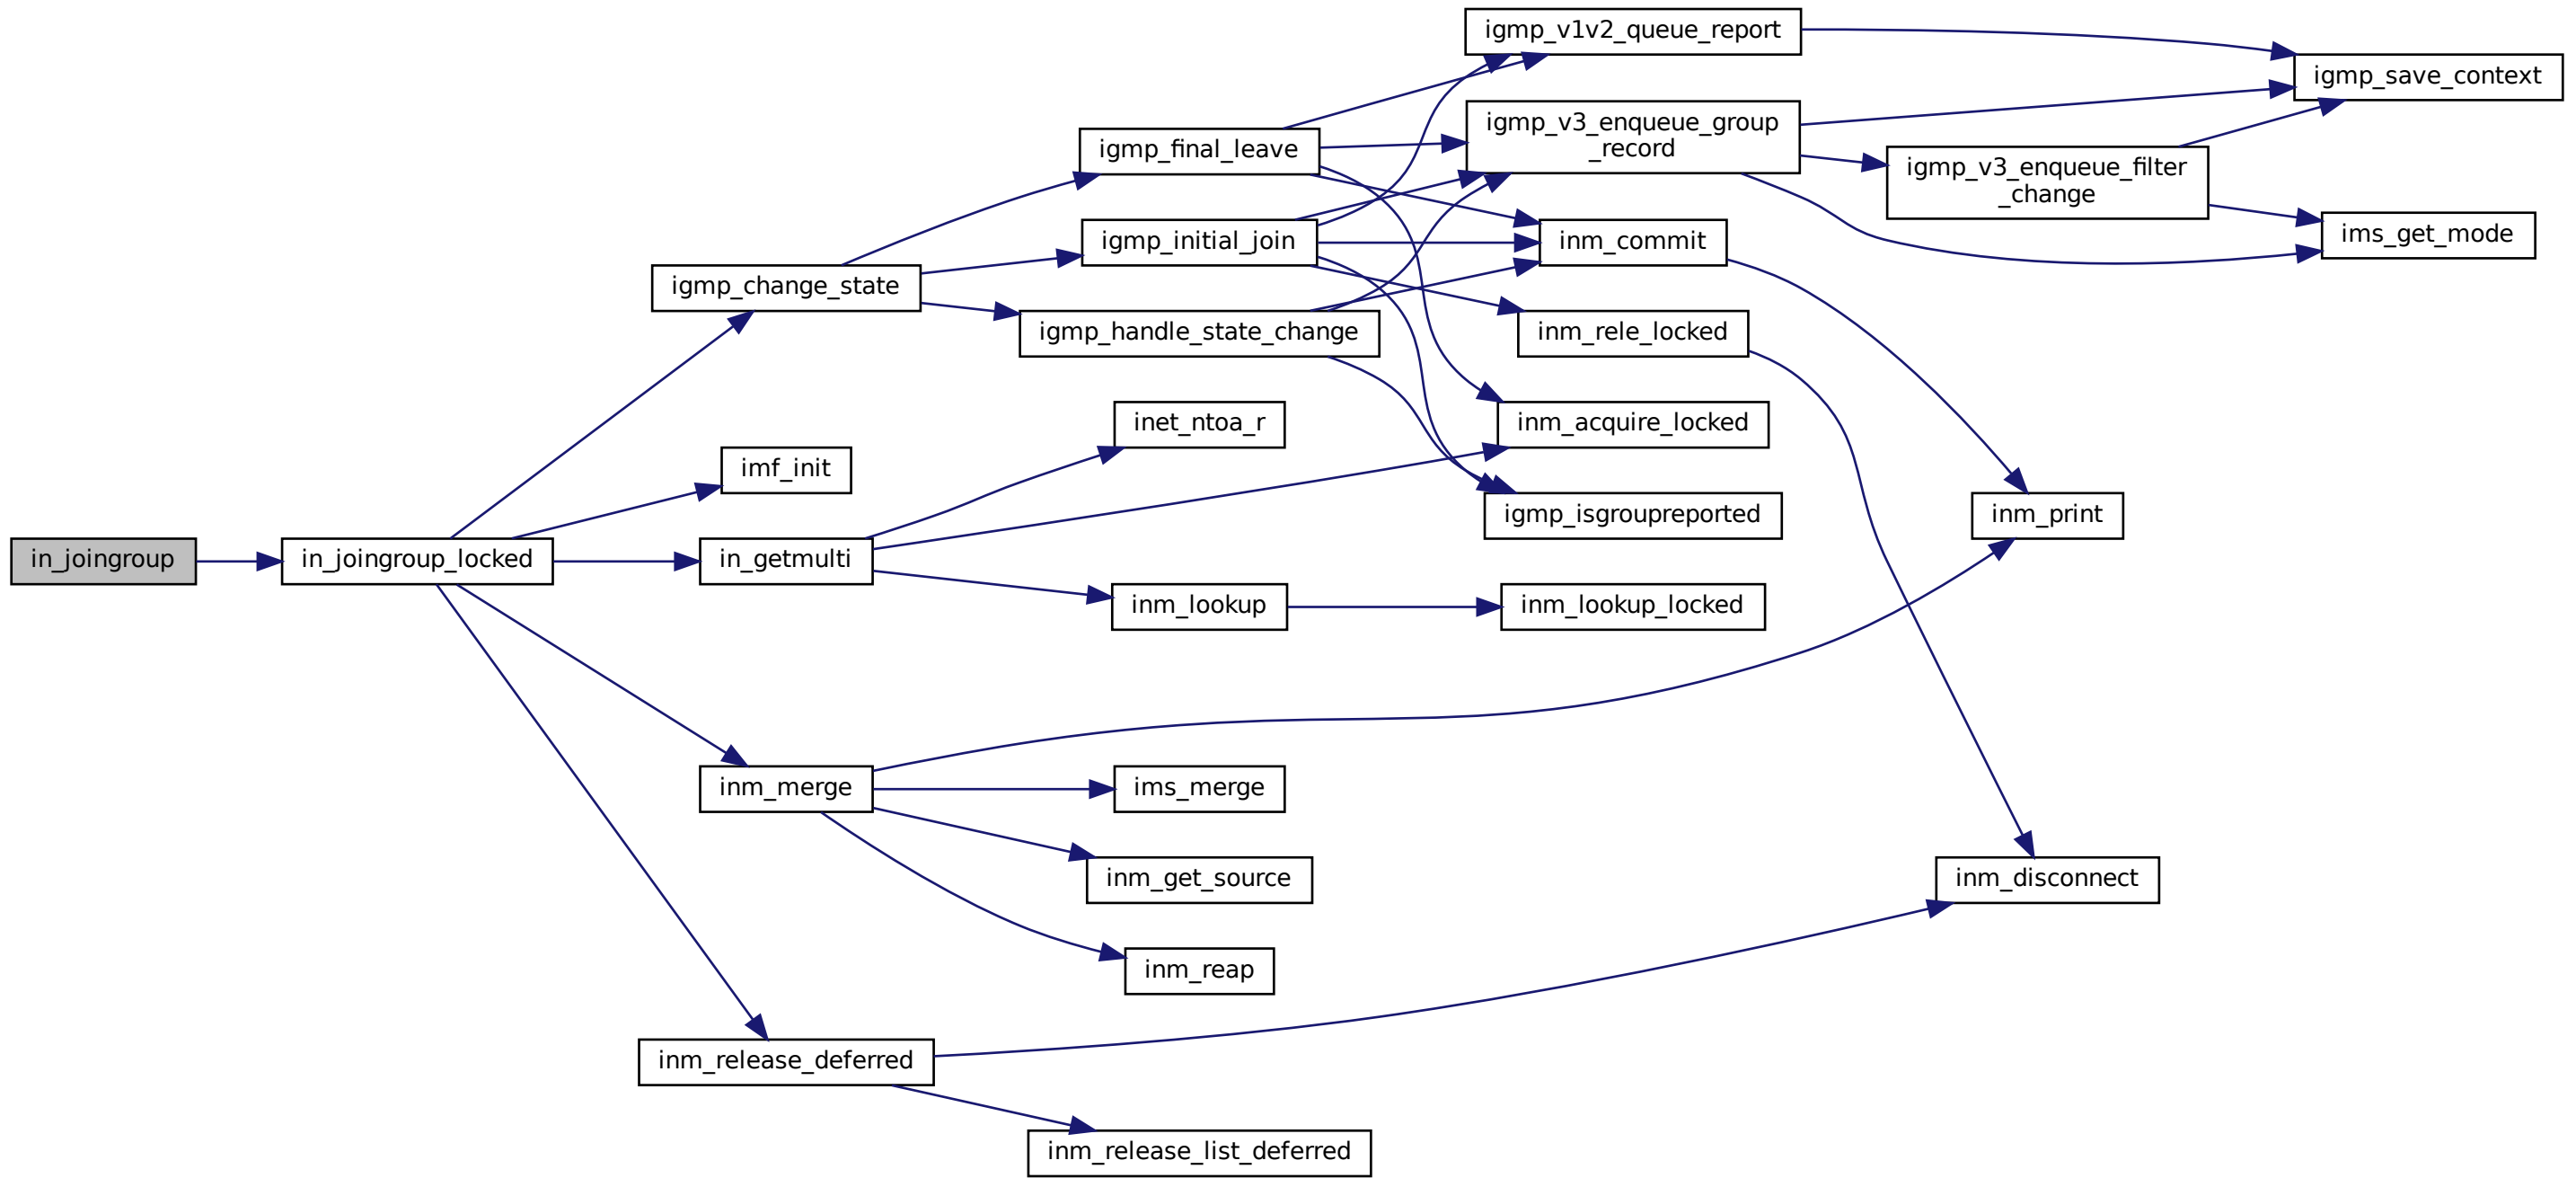 igmp_v1v2_queue_report
igmp_save_context
igmp_v3_enqueue_group
_record
igmp_final_leave
igmp_v3_enqueue_filter
_change
igmp_initial_join
inm_commit
ims_get_mode
igmp_change_state
igmp_handle_state_change
inm_rele_locked
inet_ntoa_r
inm_acquire_locked
imf_init
igmp_isgroupreported
inm_print
in_joingroup
in_joingroup_locked
in_getmulti
inm_lookup
inm_lookup_locked
inm_merge
ims_merge
inm_get_source
inm_disconnect
inm_reap
inm_release_deferred
inm_release_list_deferred